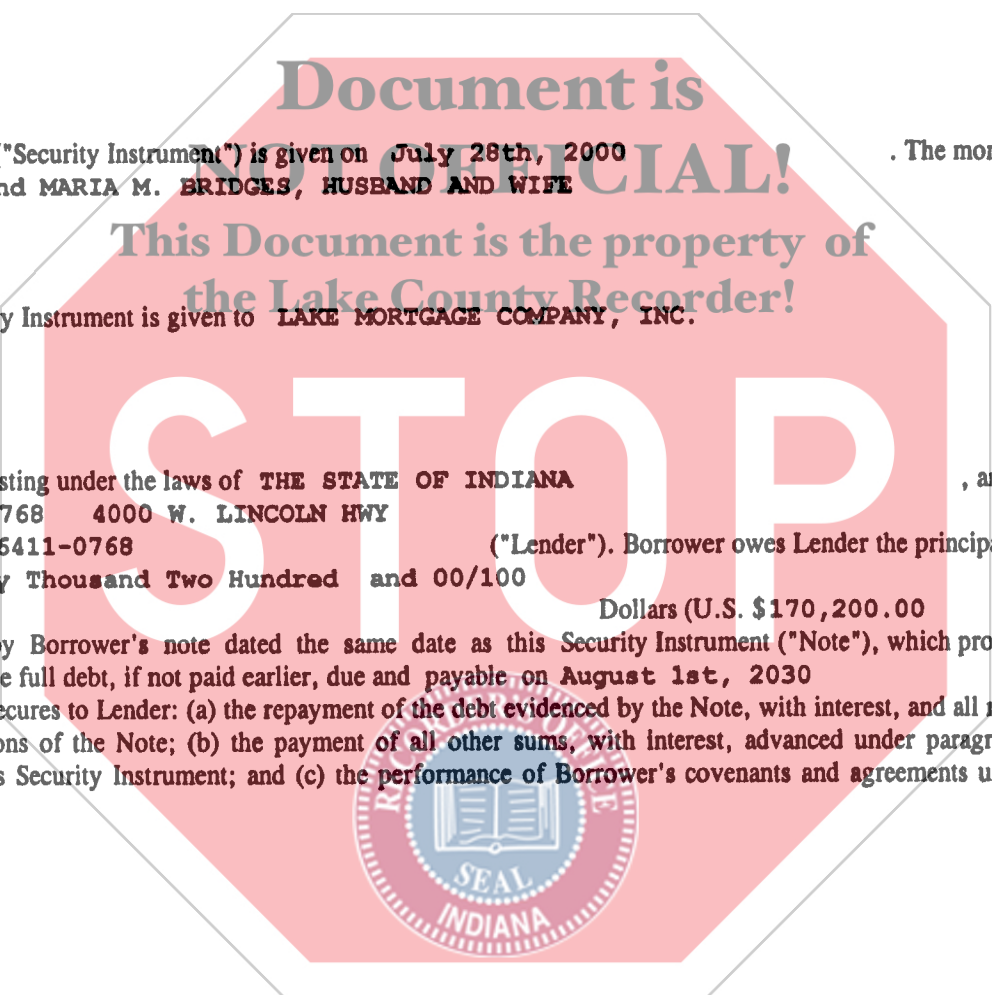 Document is
("Security Instrument") is given on July 28th, 2000 . The mor
NOT OFFICIAL!
nd MARIA M. BRIDGES, HUSBAND AND WIFE
This Document is the property of
the Lake County Recorder!
y Instrument is given to LAKE MORTGAGE COMPANY, INC.
STOP
sting under the laws of THE STATE OF INDIANA , an
768 4000 W. LINCOLN HWY
6411-0768 ("Lender"). Borrower owes Lender the principa
y Thousand Two Hundred and 00/100
Dollars (U.S. $170,200.00
by Borrower's note dated the same date as this Security Instrument ("Note"), which pro
e full debt, if not paid earlier, due and payable on August 1st, 2030
ecures to Lender: (a) the repayment of the debt evidenced by the Note, with interest, and all r
ons of the Note; (b) the payment of all other sums, with interest, advanced under paragr
s Security Instrument; and (c) the performance of Borrower's covenants and agreements u
RECORDER'S OFFICE
SEAL
INDIANA